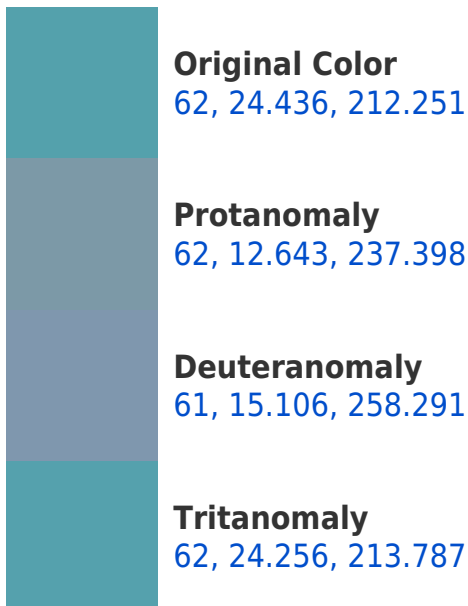 Original Color
62, 24.436, 212.251
Protanomaly
62, 12.643, 237.398
Deuteranomaly
61, 15.106, 258.291
Tritanomaly
62, 24.256, 213.787